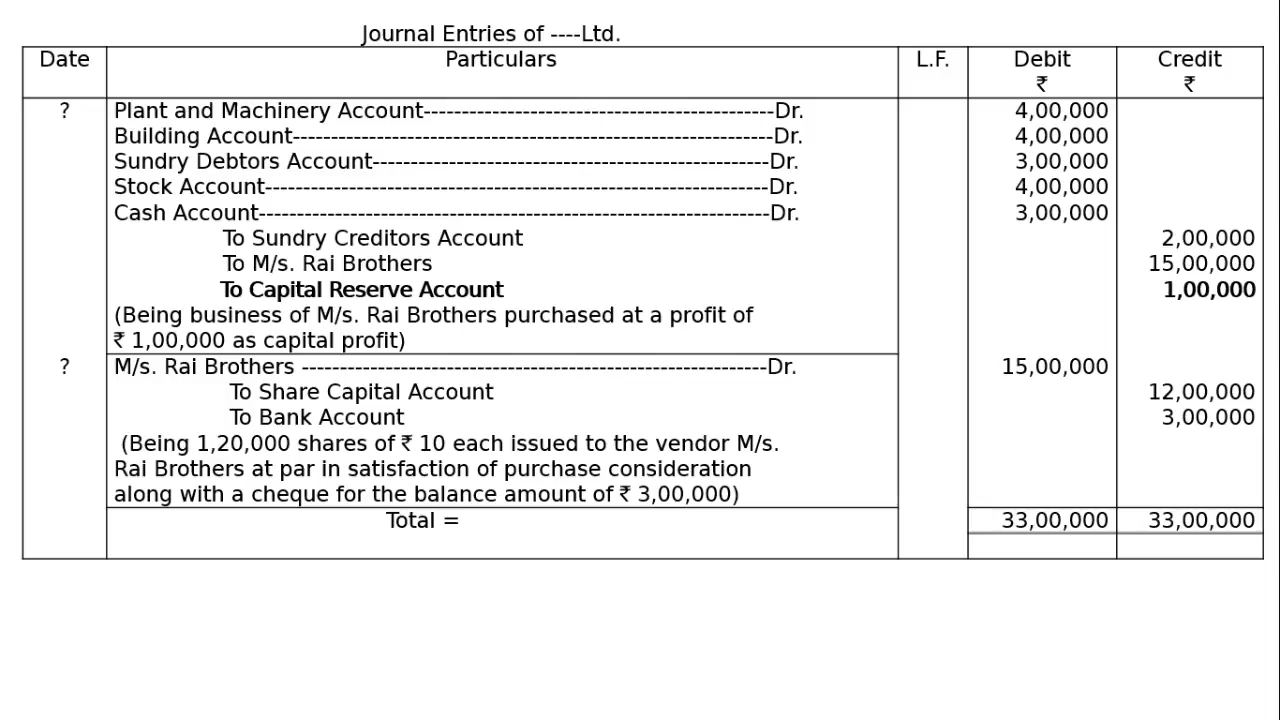 Journal Entries of ----Ltd.
Date Particulars L.F. Debit Credit
₹ ₹
? Plant and Machinery Account----------------------------------------------Dr. 4,00,000
Building Account---------------------------------------------------------------Dr. 4,00,000
Sundry Debtors Account----------------------------------------------------Dr. 3,00,000
Stock Account------------------------------------------------------------------Dr. 4,00,000
Cash Account-------------------------------------------------------------------Dr. 3,00,000
To Sundry Creditors Account 2,00,000
To M/s. Rai Brothers 15,00,000
To Capital Reserve Account 1,00,000
(Being business of M/s. Rai Brothers purchased at a profit of
₹ 1,00,000 as capital profit)
? M/s. Rai Brothers -------------------------------------------------------------Dr. 15,00,000
To Share Capital Account 12,00,000
To Bank Account 3,00,000
(Being 1,20,000 shares of ₹ 10 each issued to the vendor M/s.
Rai Brothers at par in satisfaction of purchase consideration
along with a cheque for the balance amount of ₹ 3,00,000)
Total = 33,00,000 33,00,000